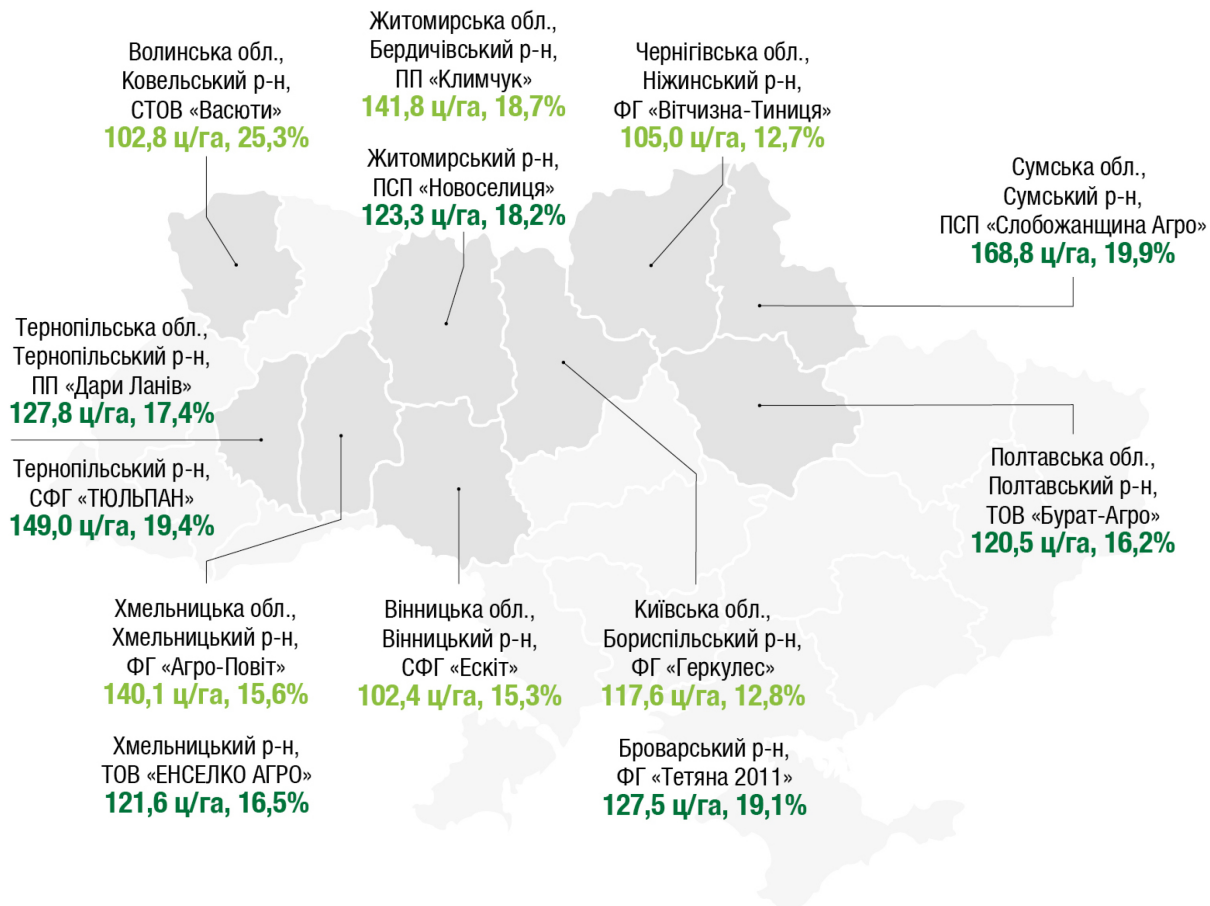 Волинська обл.,
Ковельський р-н,
СТОВ «Васюти»
102,8 ц/га, 25,3%
Житомирська обл.,
Бердичівський р-н,
ПП «Климчук»
141,8 ц/га, 18,7%
Житомирський р-н,
ПСП «Новоселиця»
123,3 ц/га, 18,2%
Чернігівська обл.,
Ніжинський р-н,
ФГ «Вітчизна-Тиниця»
105,0 ц/га, 12,7%
Сумська обл.,
Сумський р-н,
ПСП «Слобожанщина Агро»
168,8 ц/га, 19,9%
Тернопільська обл.,
Тернопільський р-н,
ПП «Дари Ланів»
127,8 ц/га, 17,4%
Тернопільський р-н,
СФГ «ТЮЛЬПАН»
149,0 ц/га, 19,4%
Полтавська обл.,
Полтавський р-н,
ТОВ «Бурат-Агро»
120,5 ц/га, 16,2%
Хмельницька обл.,
Хмельницький р-н,
ФГ «Агро-Повіт»
140,1 ц/га, 15,6%
Хмельницький р-н,
ТОВ «ЕНСЕЛКО АГРО»
121,6 ц/га, 16,5%
Вінницька обл.,
Вінницький р-н,
СФГ «Ескіт»
102,4 ц/га, 15,3%
Київська обл.,
Бориспільський р-н,
ФГ «Геркулес»
117,6 ц/га, 12,8%
Броварський р-н,
ФГ «Тетяна 2011»
127,5 ц/га, 19,1%